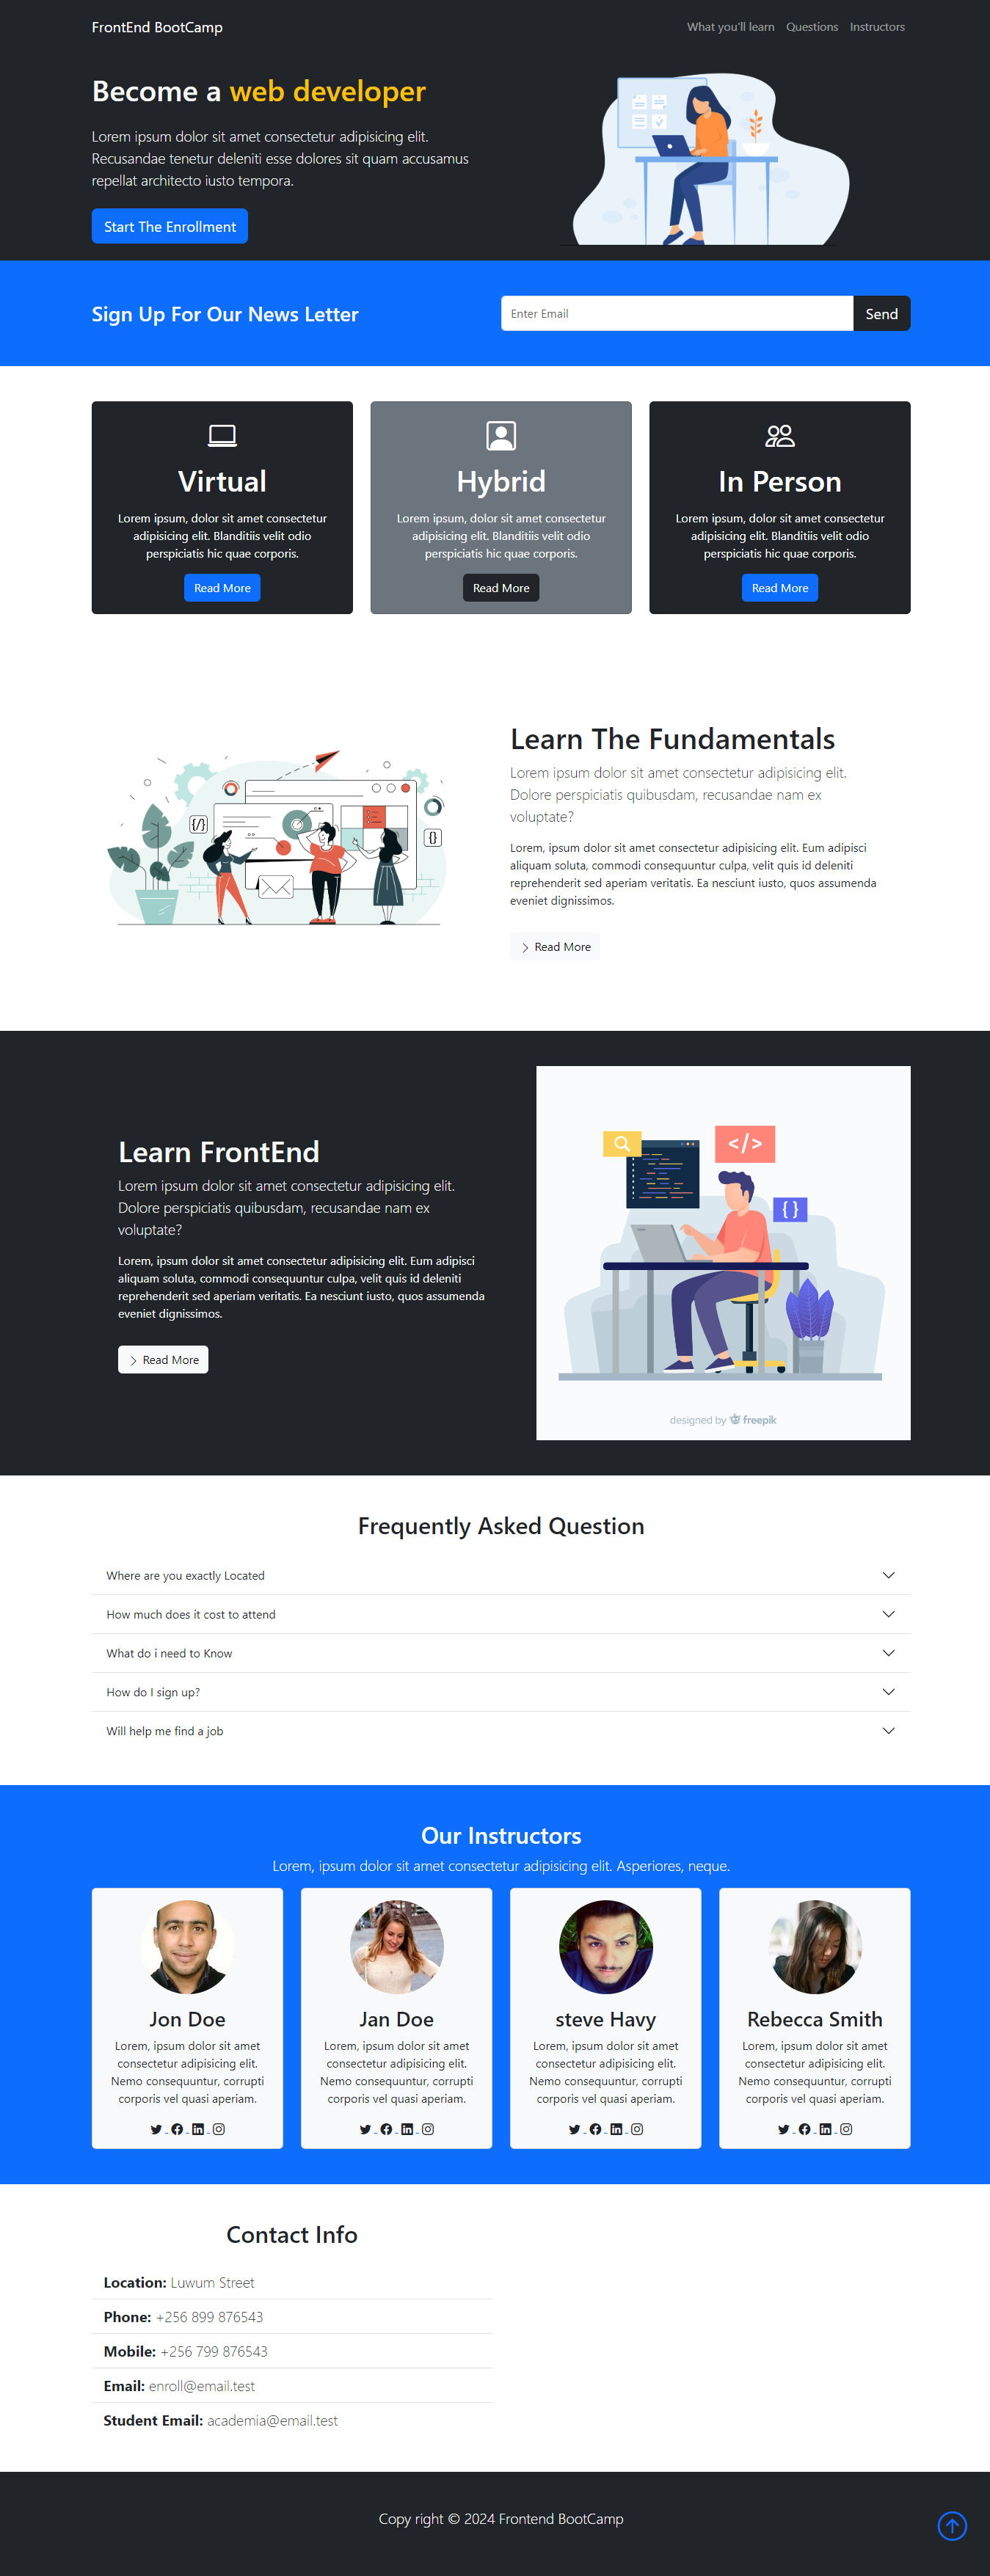 FrontEnd BootCamp
What you'll learn Questions Instructors
Become a web developer
Lorem ipsum dolor sit amet consectetur adipisicing elit.
Recusandae tenetur deleniti esse dolores sit quam accusamus
repellat architecto iusto tempora.
Start The Enrollment
Sign Up For Our News Letter
Enter Email
Send
Virtual
Lorem ipsum, dolor sit amet consectetur
adipisicing elit. Blanditiis velit odio
perspiciatis hic quae corporis.
Read More
Hybrid
Lorem ipsum, dolor sit amet consectetur
adipisicing elit. Blanditiis velit odio
perspiciatis hic quae corporis.
Read More
In Person
Lorem ipsum, dolor sit amet consectetur
adipisicing elit. Blanditiis velit odio
perspiciatis hic quae corporis.
Read More
{/}
{}
Learn The Fundamentals
Lorem ipsum dolor sit amet consectetur adipisicing elit.
Dolore perspiciatis quibusdam, recusandae nam ex
voluptate?
Lorem, ipsum dolor sit amet consectetur adipisicing elit. Eum adipisci
aliquam soluta, commodi consequuntur culpa, velit quis id deleniti
reprehenderit sed aperiam veritatis. Ea nesciunt iusto, quos assumenda
eveniet dignissimos.
Read More
Learn FrontEnd
Lorem ipsum dolor sit amet consectetur adipisicing elit.
Dolore perspiciatis quibusdam, recusandae nam ex
voluptate?
Lorem, ipsum dolor sit amet consectetur adipisicing elit. Eum adipisci
aliquam soluta, commodi consequuntur culpa, velit quis id deleniti
reprehenderit sed aperiam veritatis. Ea nesciunt iusto, quos assumenda
eveniet dignissimos.
Read More
</>
{ }
designed by freepik
Frequently Asked Question
Where are you exactly Located
How much does it cost to attend
What do i need to Know
How do I sign up?
Will help me find a job
Our Instructors
Lorem, ipsum dolor sit amet consectetur adipisicing elit. Asperiores, neque.
Jon Doe
Lorem, ipsum dolor sit amet
consectetur adipisicing elit.
Nemo consequuntur, corrupti
corporis vel quasi aperiam.
Jan Doe
Lorem, ipsum dolor sit amet
consectetur adipisicing elit.
Nemo consequuntur, corrupti
corporis vel quasi aperiam.
steve Havy
Lorem, ipsum dolor sit amet
consectetur adipisicing elit.
Nemo consequuntur, corrupti
corporis vel quasi aperiam.
Rebecca Smith
Lorem, ipsum dolor sit amet
consectetur adipisicing elit.
Nemo consequuntur, corrupti
corporis vel quasi aperiam.
Contact Info
Location: Luwum Street
Phone: +256 899 876543
Mobile: +256 799 876543
Email: enroll@email.test
Student Email: academia@email.test
Copy right © 2024 Frontend BootCamp